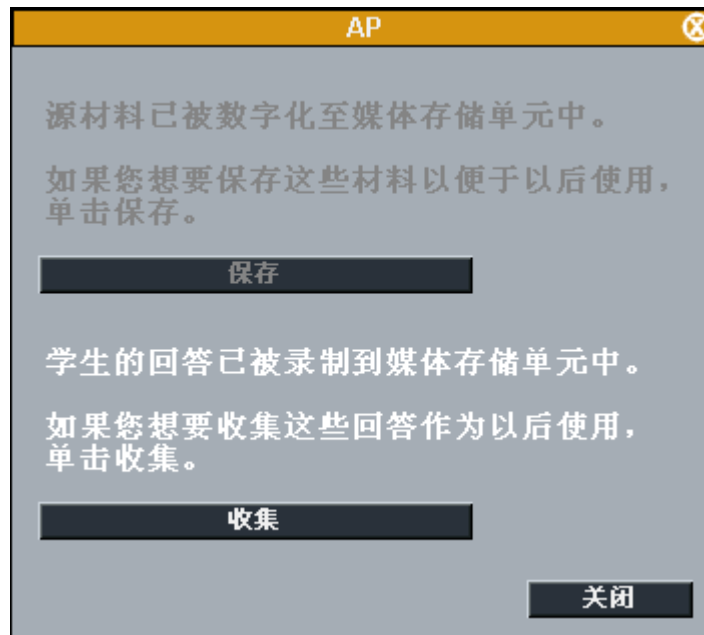 AP
源材料已被数字化至媒体存储单元中。
如果您想要保存这些材料以便于以后使用，
单击保存。
保存
学生的回答已被录制到媒体存储单元中。
如果您想要收集这些回答作为以后使用，
单击收集。
收集
关闭